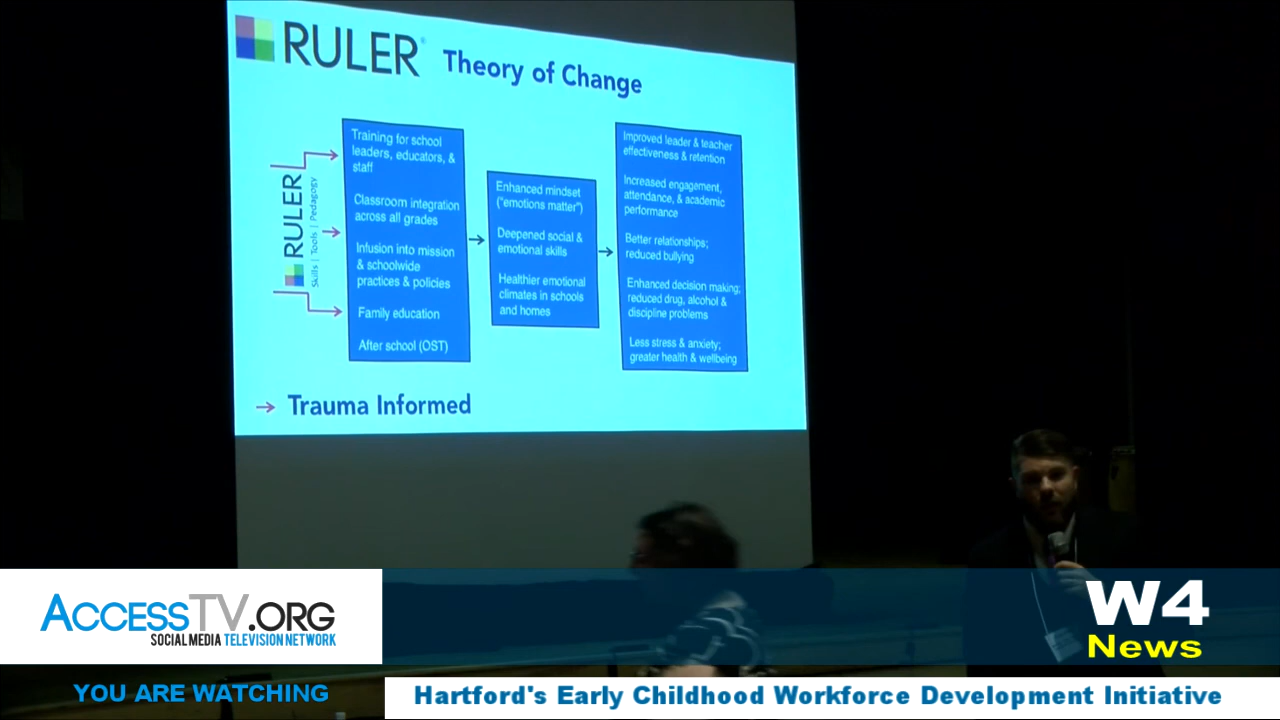 RULER®
Theory of Change
RULER
Skills | Tools | Pedagogy
Training for school
leaders, educators, &
staff
Classroom integration
across all grades
Infusion into mission
& schoolwide
practices & policies
Family education
After school (OST)
Enhanced mindset
("emotions matter")
Deepened social &
emotional skills
Healthier emotional
climates in schools
and homes
Improved leader & teacher
effectiveness & retention
Increased engagement,
attendance, & academic
performance
Better relationships;
reduced bullying
Enhanced decision making;
reduced drug, alcohol &
discipline problems
Less stress & anxiety;
greater health & wellbeing
→ Trauma Informed
ACCESSTV.ORG
SOCIAL MEDIA TELEVISION NETWORK
W4
News
YOU ARE WATCHING
Hartford's Early Childhood Workforce Development Initiative